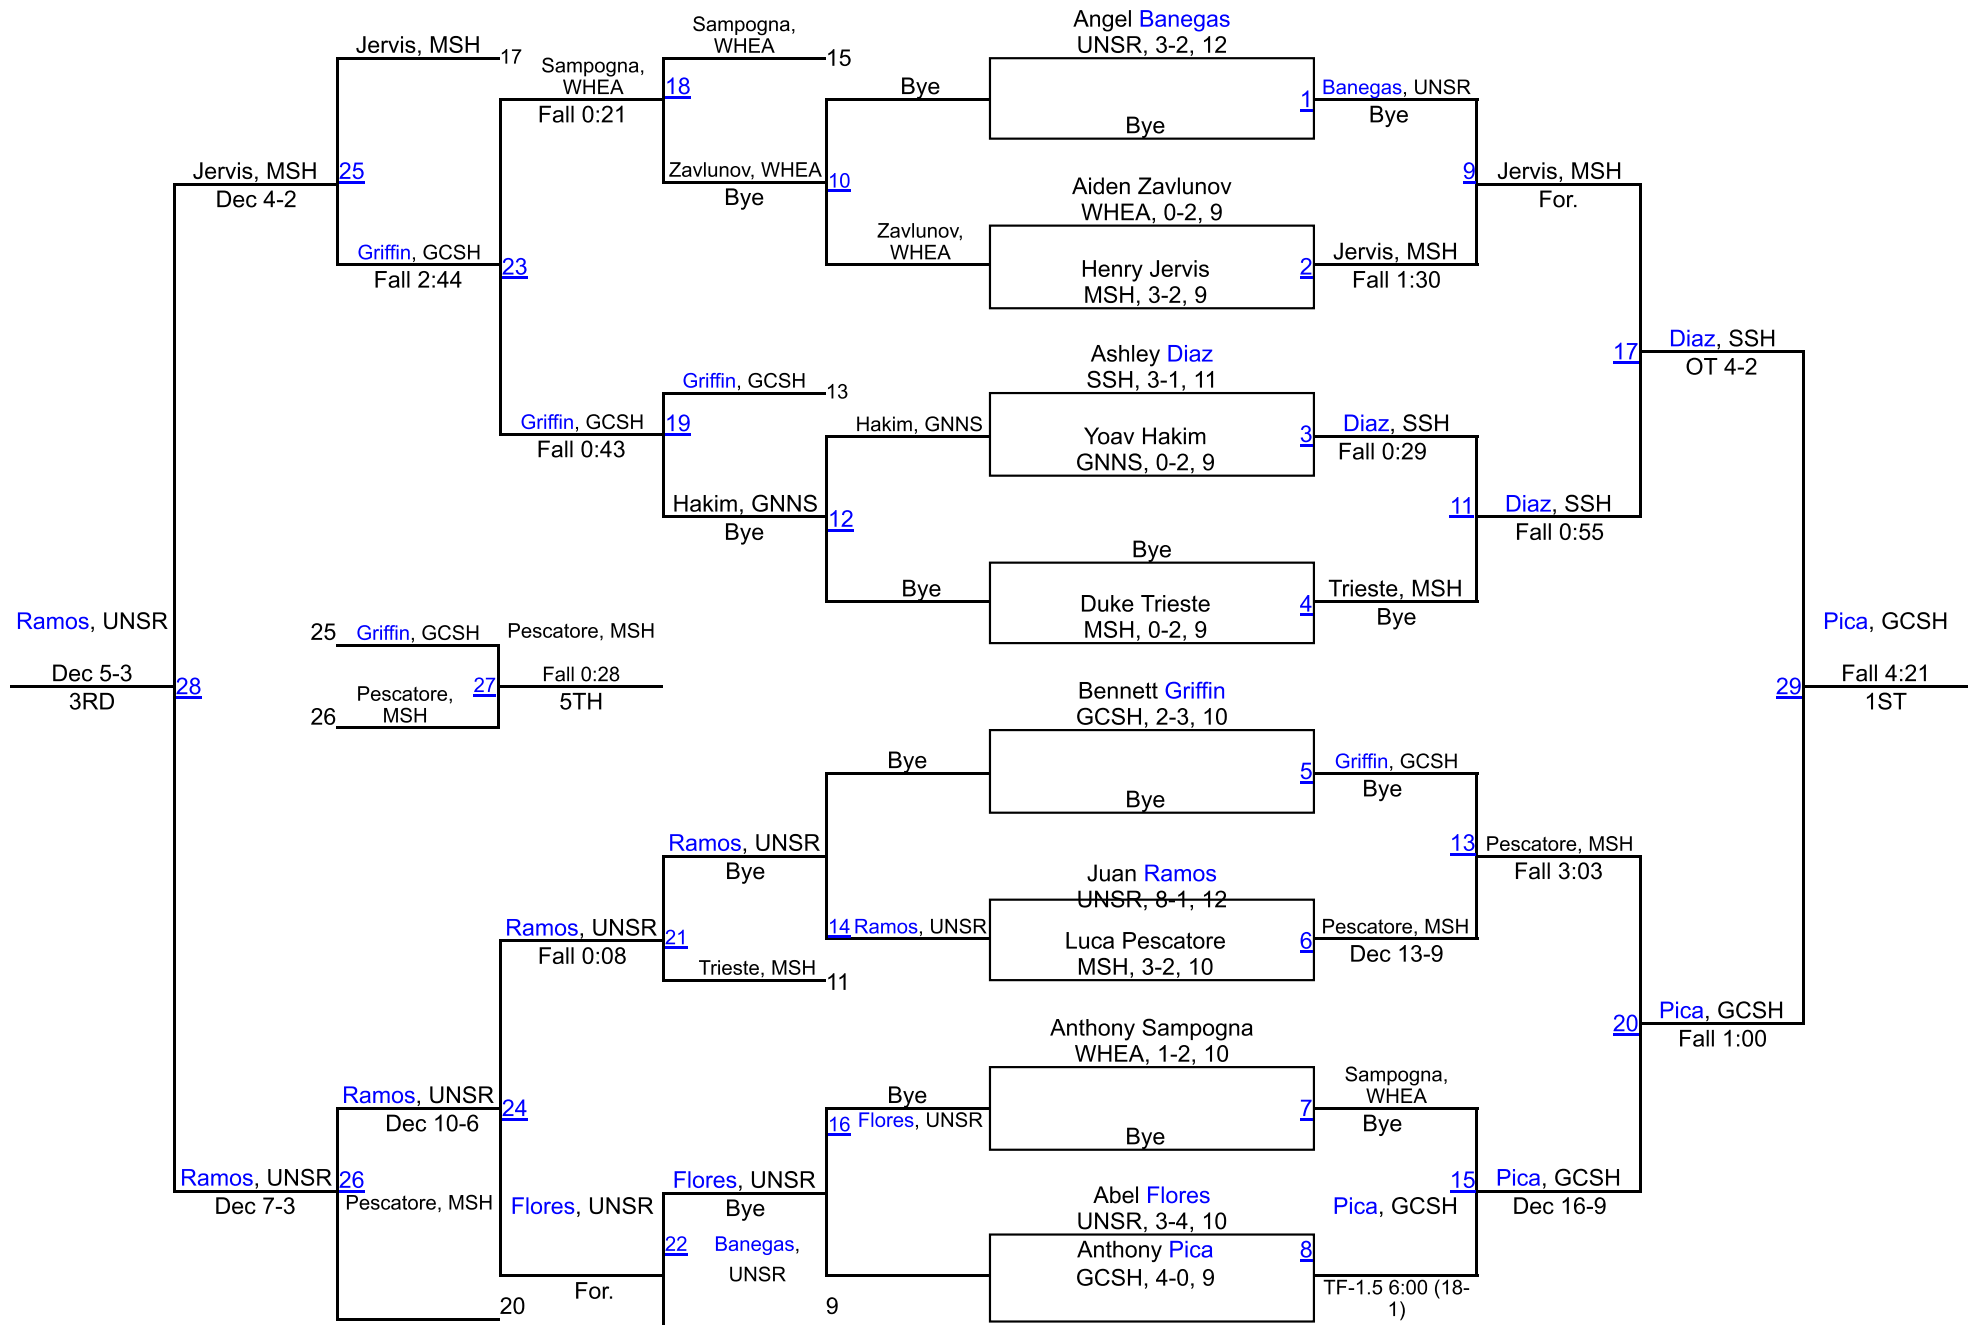 Jervis, MSH
17
Jervis, MSH
25
Dec 4-2
Griffin, GCSH
23
Fall 2:44
Sampogna,
WHEA
18
Fall 0:21
Sampogna,
WHEA
15
Zavlunov, WHEA
10
Bye
Bye
Zavlunov,
WHEA
Griffin, GCSH
19
Fall 0:43
Griffin, GCSH
13
Hakim, GNNS
12
Bye
Hakim, GNNS
Bye
Ramos, UNSR
Dec 5-3
28
3RD
25
Griffin, GCSH
Pescatore,
MSH
26
27
Pescatore, MSH
Fall 0:28
5TH
Ramos, UNSR
26
Dec 7-3
Ramos, UNSR
24
Dec 10-6
Pescatore, MSH
20
Ramos, UNSR
21
Fall 0:08
Flores, UNSR
22
For.
Ramos, UNSR
Bye
Trieste, MSH
11
Flores, UNSR
Bye
Banegas,
UNSR
9
Bye
14
Ramos, UNSR
Bye
16
Flores, UNSR
Angel Banegas
UNSR, 3-2, 12
Bye
1
Aiden Zavlunov
WHEA, 0-2, 9
Henry Jervis
MSH, 3-2, 9
2
Ashley Diaz
SSH, 3-1, 11
Yoav Hakim
GNNS, 0-2, 9
3
Bye
Duke Trieste
MSH, 0-2, 9
4
Bennett Griffin
GCSH, 2-3, 10
Bye
5
Juan Ramos
UNSR, 8-1, 12
Luca Pescatore
MSH, 3-2, 10
6
Anthony Sampogna
WHEA, 1-2, 10
Bye
7
Abel Flores
UNSR, 3-4, 10
Anthony Pica
GCSH, 4-0, 9
8
Banegas, UNSR
Bye
Jervis, MSH
Fall 1:30
Diaz, SSH
Fall 0:29
Trieste, MSH
Bye
Griffin, GCSH
Bye
Pescatore, MSH
Dec 13-9
Sampogna,
WHEA
Bye
Pica, GCSH
TF-1.5 6:00 (18-
1)
9
Jervis, MSH
For.
11
Diaz, SSH
Fall 0:55
13
Pescatore, MSH
Fall 3:03
15
Pica, GCSH
Dec 16-9
17
Diaz, SSH
OT 4-2
20
Pica, GCSH
Fall 1:00
Pica, GCSH
29
Fall 4:21
1ST